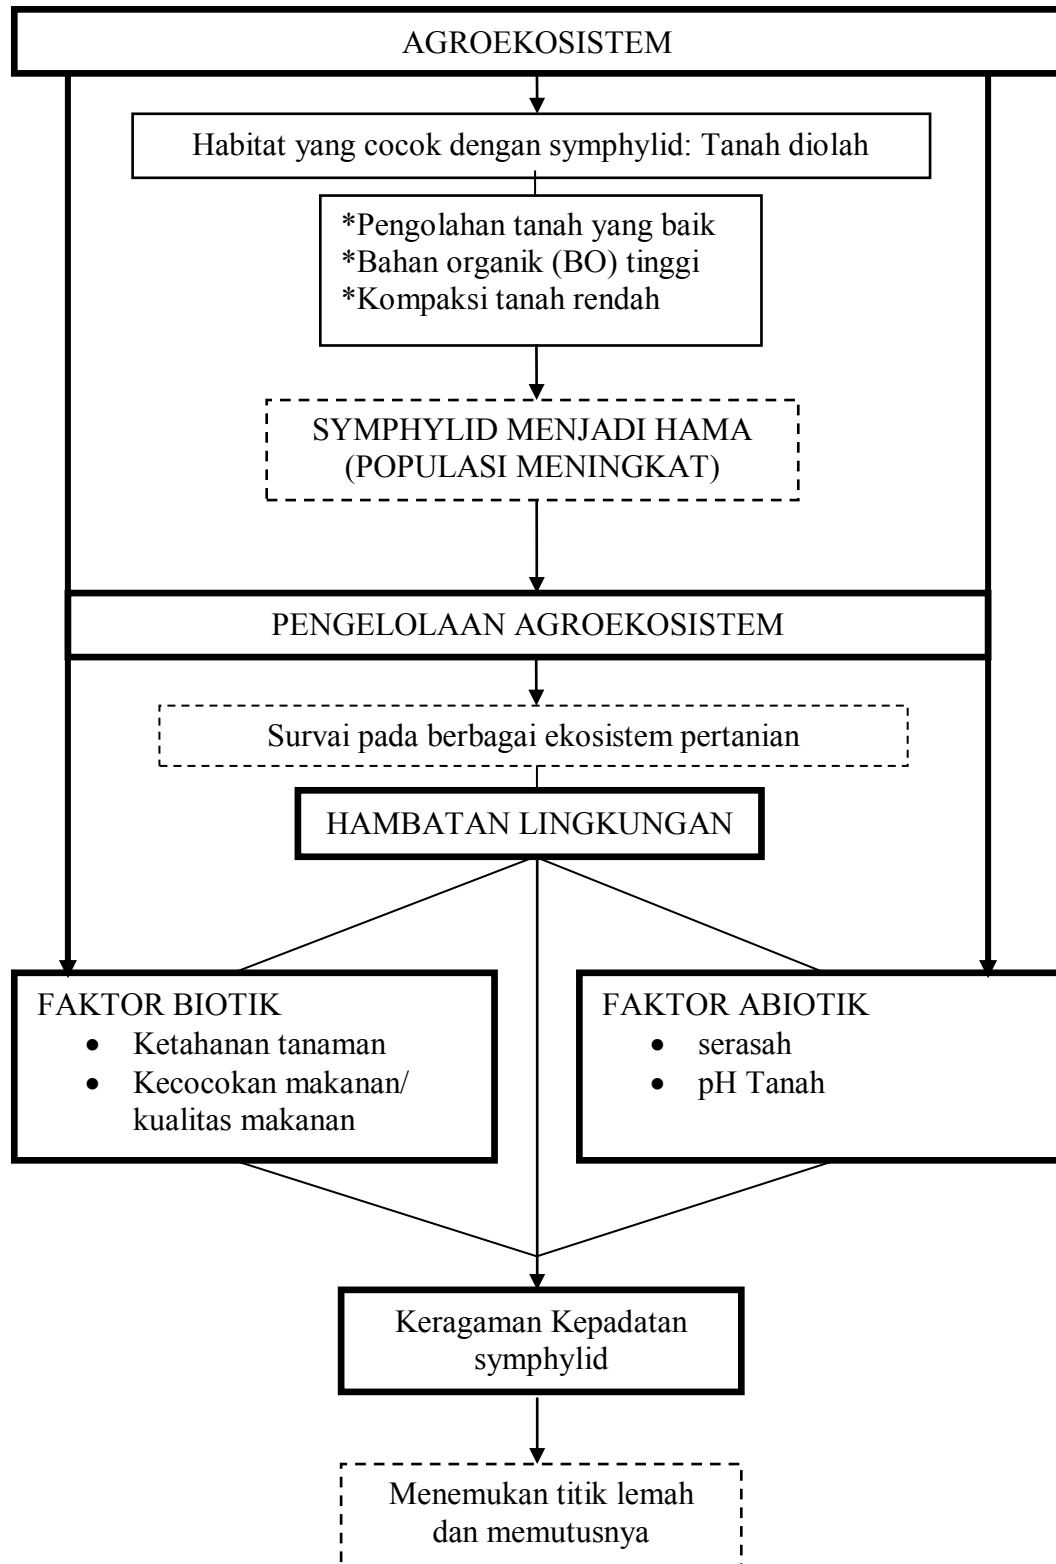 AGROEKOSISTEM
Habitat yang cocok dengan symphylid: Tanah diolah
*Pengolahan tanah yang baik
*Bahan organik (BO) tinggi
*Kompaksi tanah rendah
SYMPHYLID MENJADI HAMA
(POPULASI MENINGKAT)
PENGELOLAAN AGROEKOSISTEM
Survai pada berbagai ekosistem pertanian
HAMBATAN LINGKUNGAN
FAKTOR BIOTIK
• Ketahanan tanaman
• Kecocokan makanan/
kualitas makanan
FAKTOR ABIOTIK
• serasah
• pH Tanah
Keragaman Kepadatan
symphylid
Menemukan titik lemah
dan memutusnya